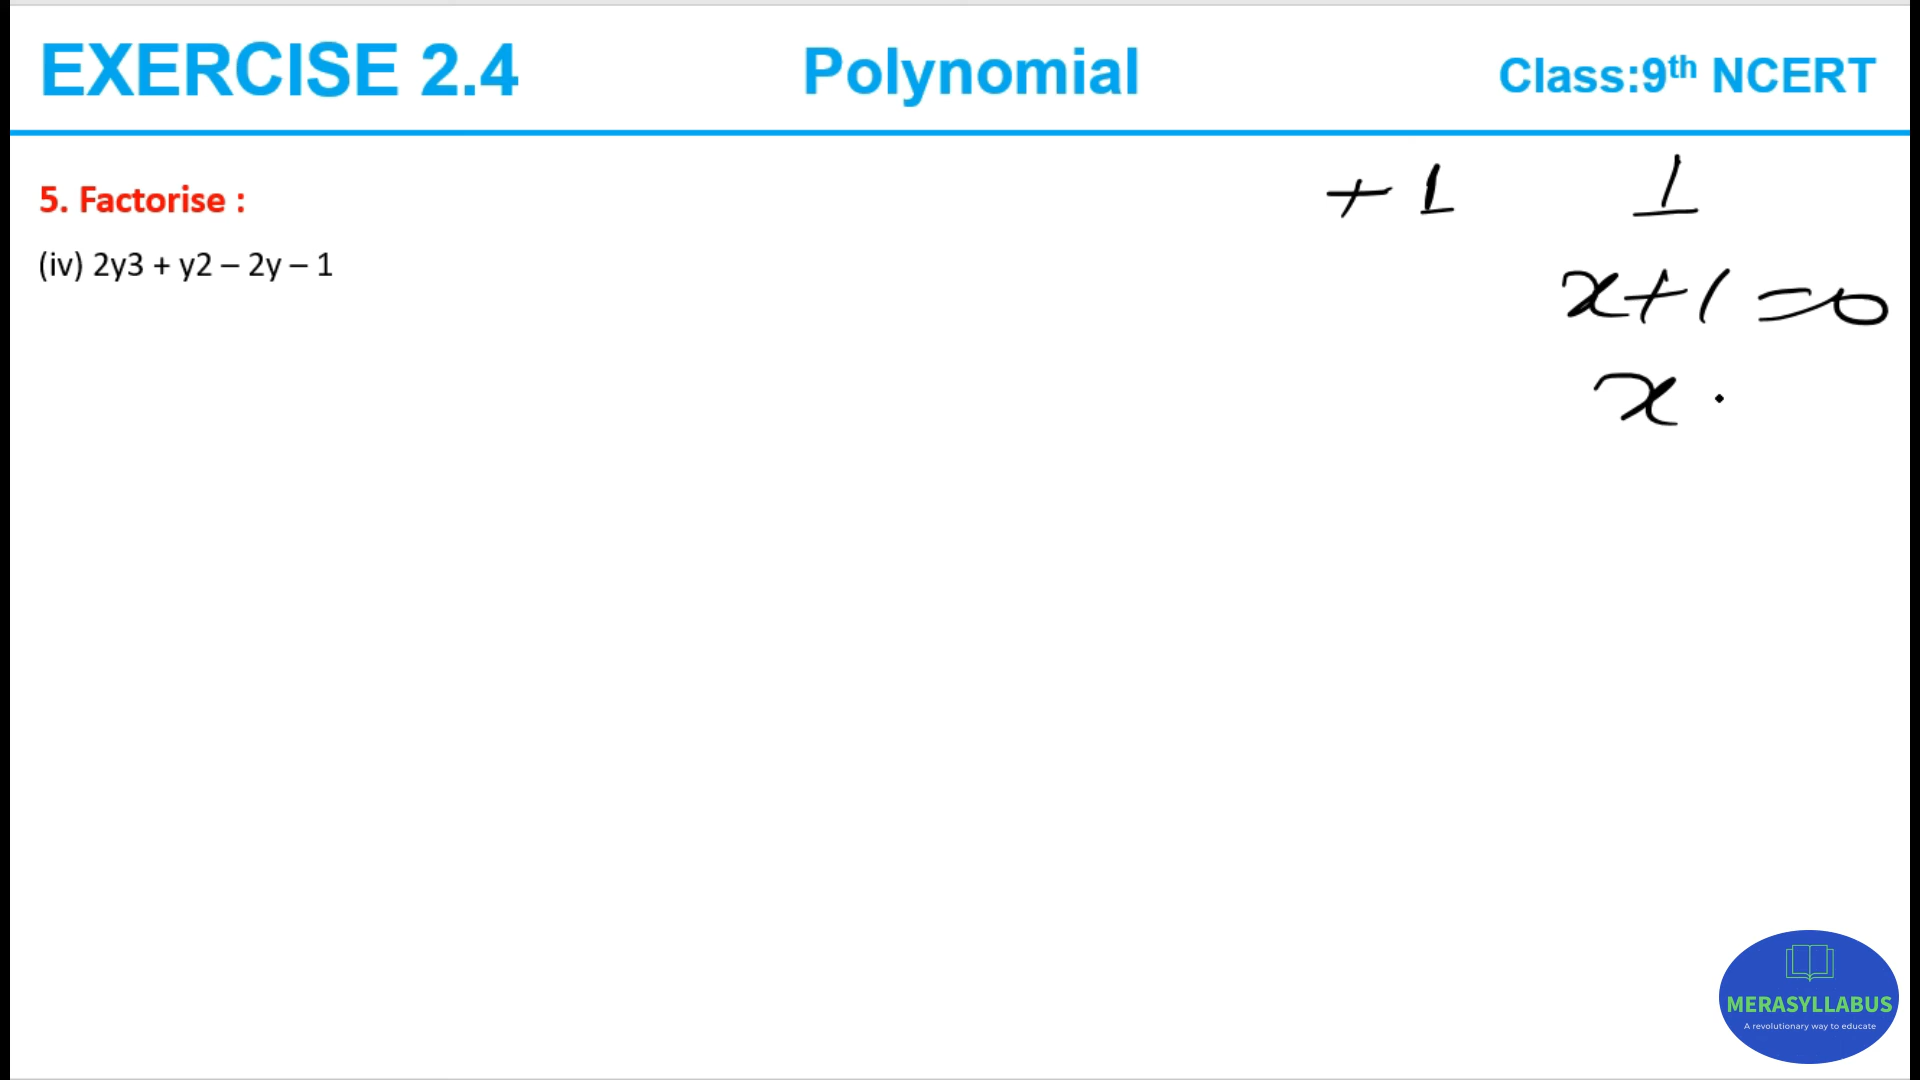 EXERCISE 2.4 Polynomial Class:9th NCERT
5. Factorise :
(iv) 2y3 + y2 – 2y – 1
+1 1
x+1=0
x
MERASYLLABUS
A revolutionary way to educate